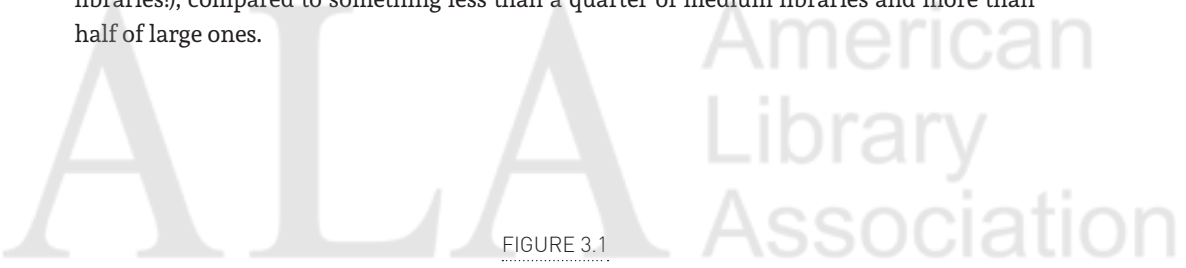 libraries!), compared to something less than a quarter of medium libraries and more than
half of large ones.
ALA American
Library
Association
FIGURE 3.1